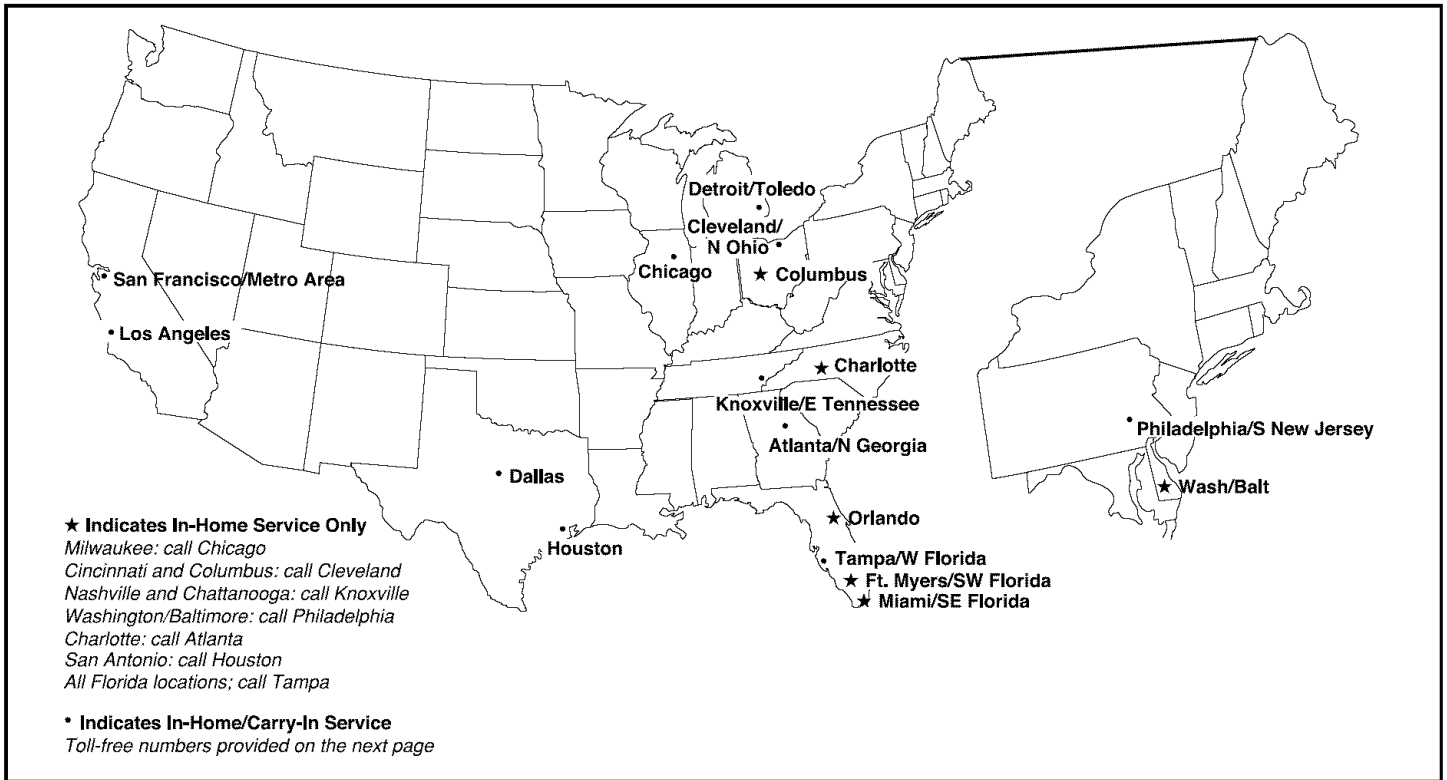 Detroit/Toledo
Cleveland/
N Ohio
Chicago
★ Columbus
San Francisco/Metro Area
Los Angeles
★ Charlotte
Knoxville/E Tennessee
Atlanta/N Georgia
Philadelphia/S New Jersey
Dallas
★ Wash/Balt
★ Orlando
Houston
Tampa/W Florida
★ Ft. Myers/SW Florida
★ Miami/SE Florida
★ Indicates In-Home Service Only
Milwaukee: call Chicago
Cincinnati and Columbus: call Cleveland
Nashville and Chattanooga: call Knoxville
Washington/Baltimore: call Philadelphia
Charlotte: call Atlanta
San Antonio: call Houston
All Florida locations; call Tampa
• Indicates In-Home/Carry-In Service
Toll-free numbers provided on the next page